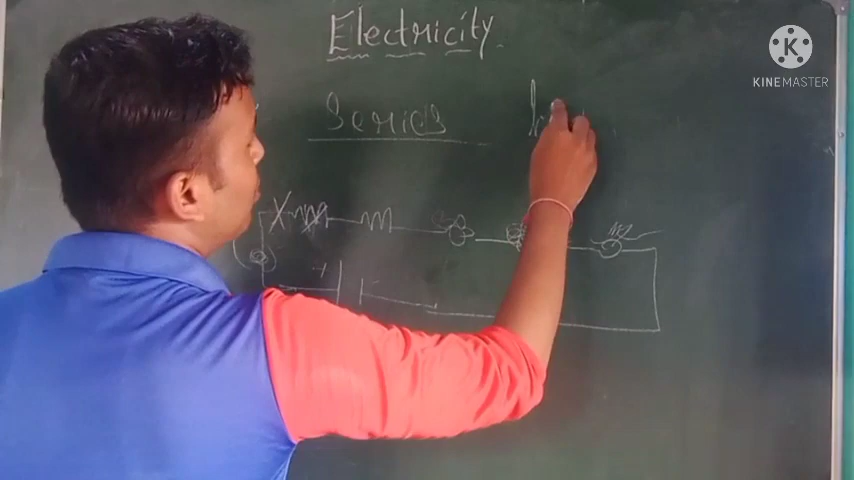 Electricity.
Series
K
KINEMASTER
+